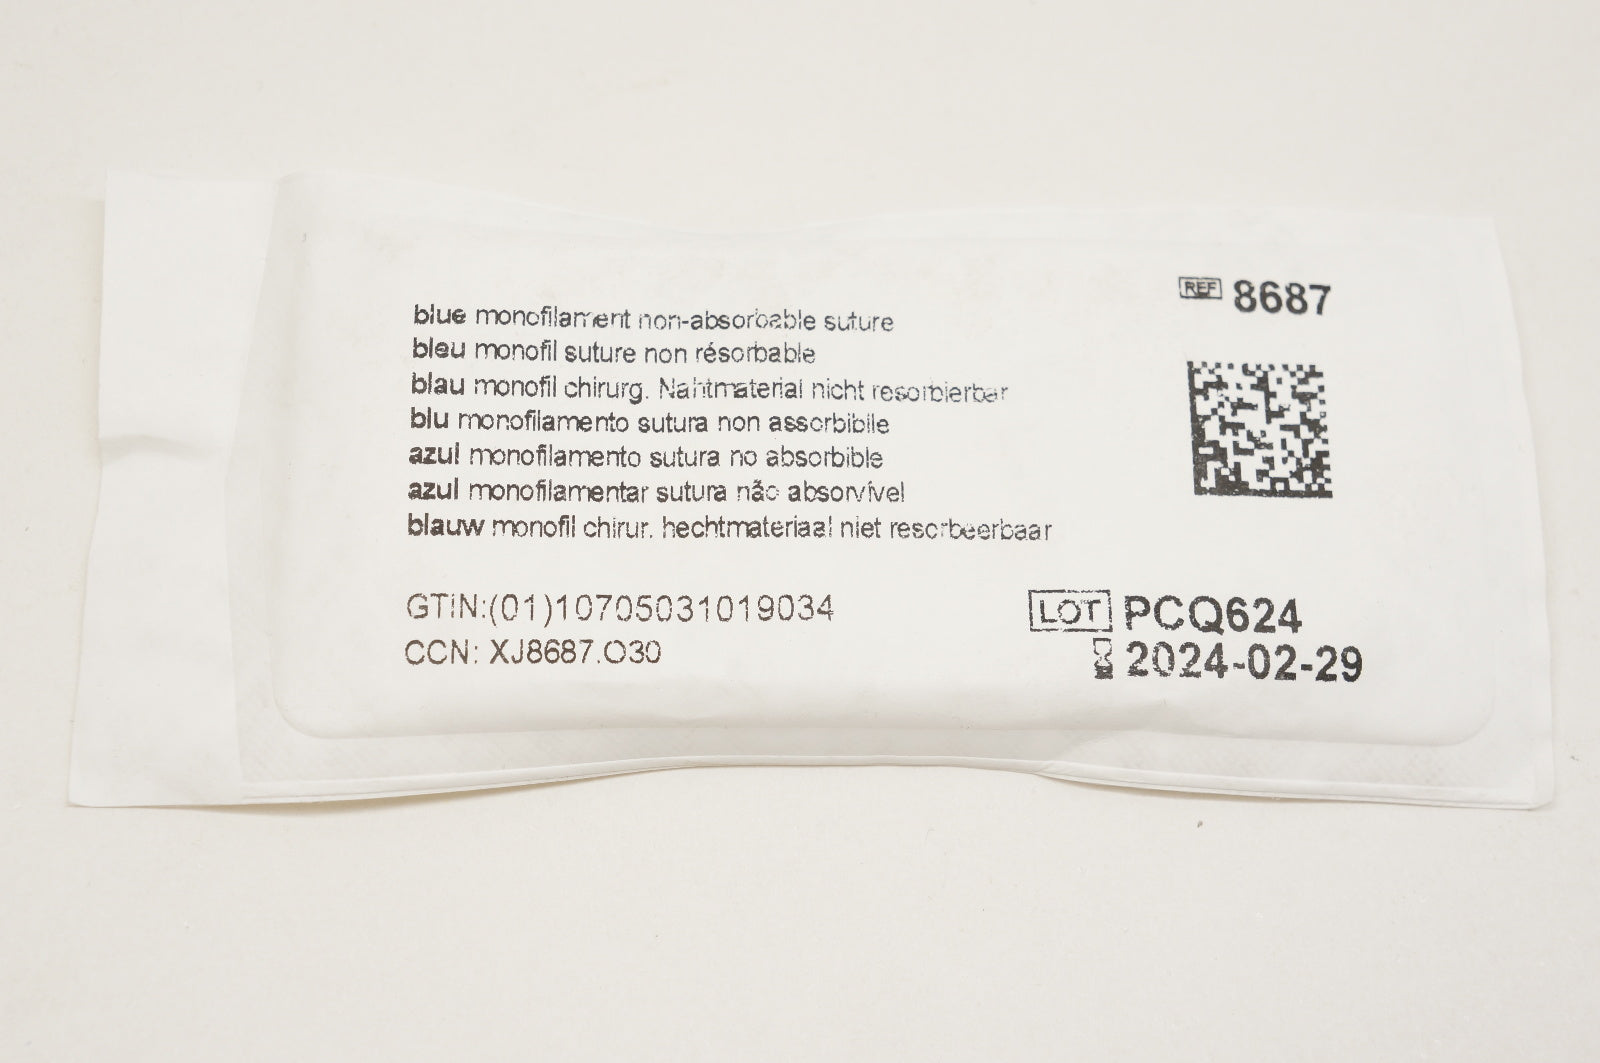 blue monofilament non-absorbable suture
bleu monofil suture non résorbable
blau monofil chirurg. Nahtmaterial nicht resorbierbar
blu monofilamento sutura non assorbibile
azul monofilamento sutura no absorbible
azul monofilamentar sutura não absorvível
blauw monofil chirur. hechtmateriaal niet resorbeerbaar
REF 8687
GTIN:(01)10705031019034
CCN: XJ8687.O30
LOT PCQ624
2024-02-29